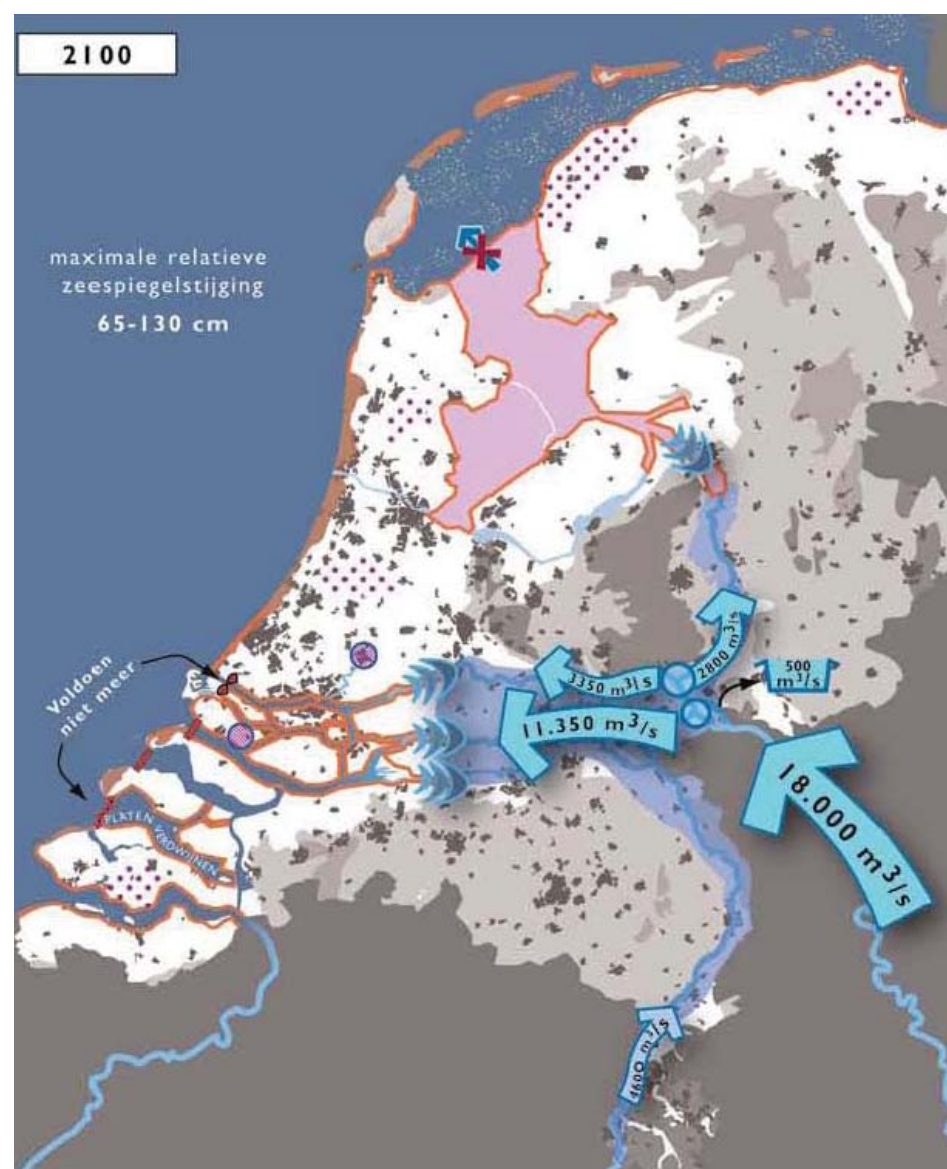 2100
maximale relatieve
zeespiegelstijging
65-130 cm
Voldoen
niet meer
PLATEN VERDWIJNEN
3350 m³/s
2800 m³/s
500
m³/s
11.350 m³/s
18.000 m³/s
4600 m³/s